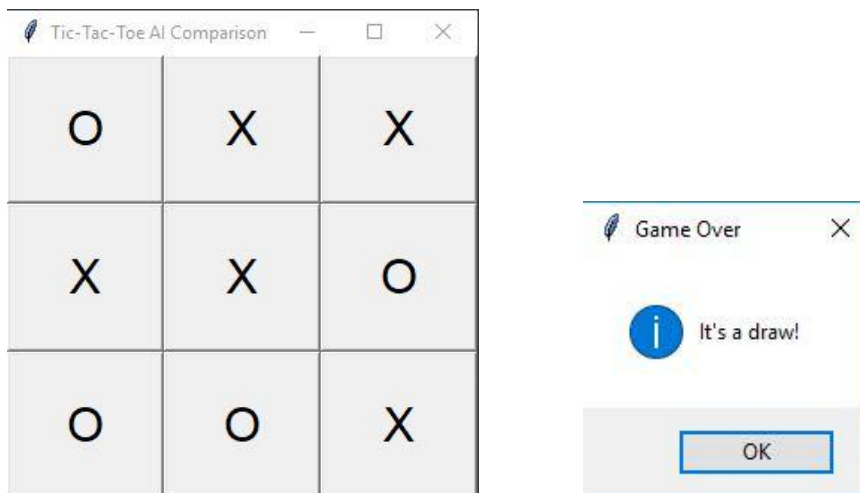 Tic-Tac-Toe AI Comparison
O X X
X X O
O O X
Game Over
It's a draw!
OK